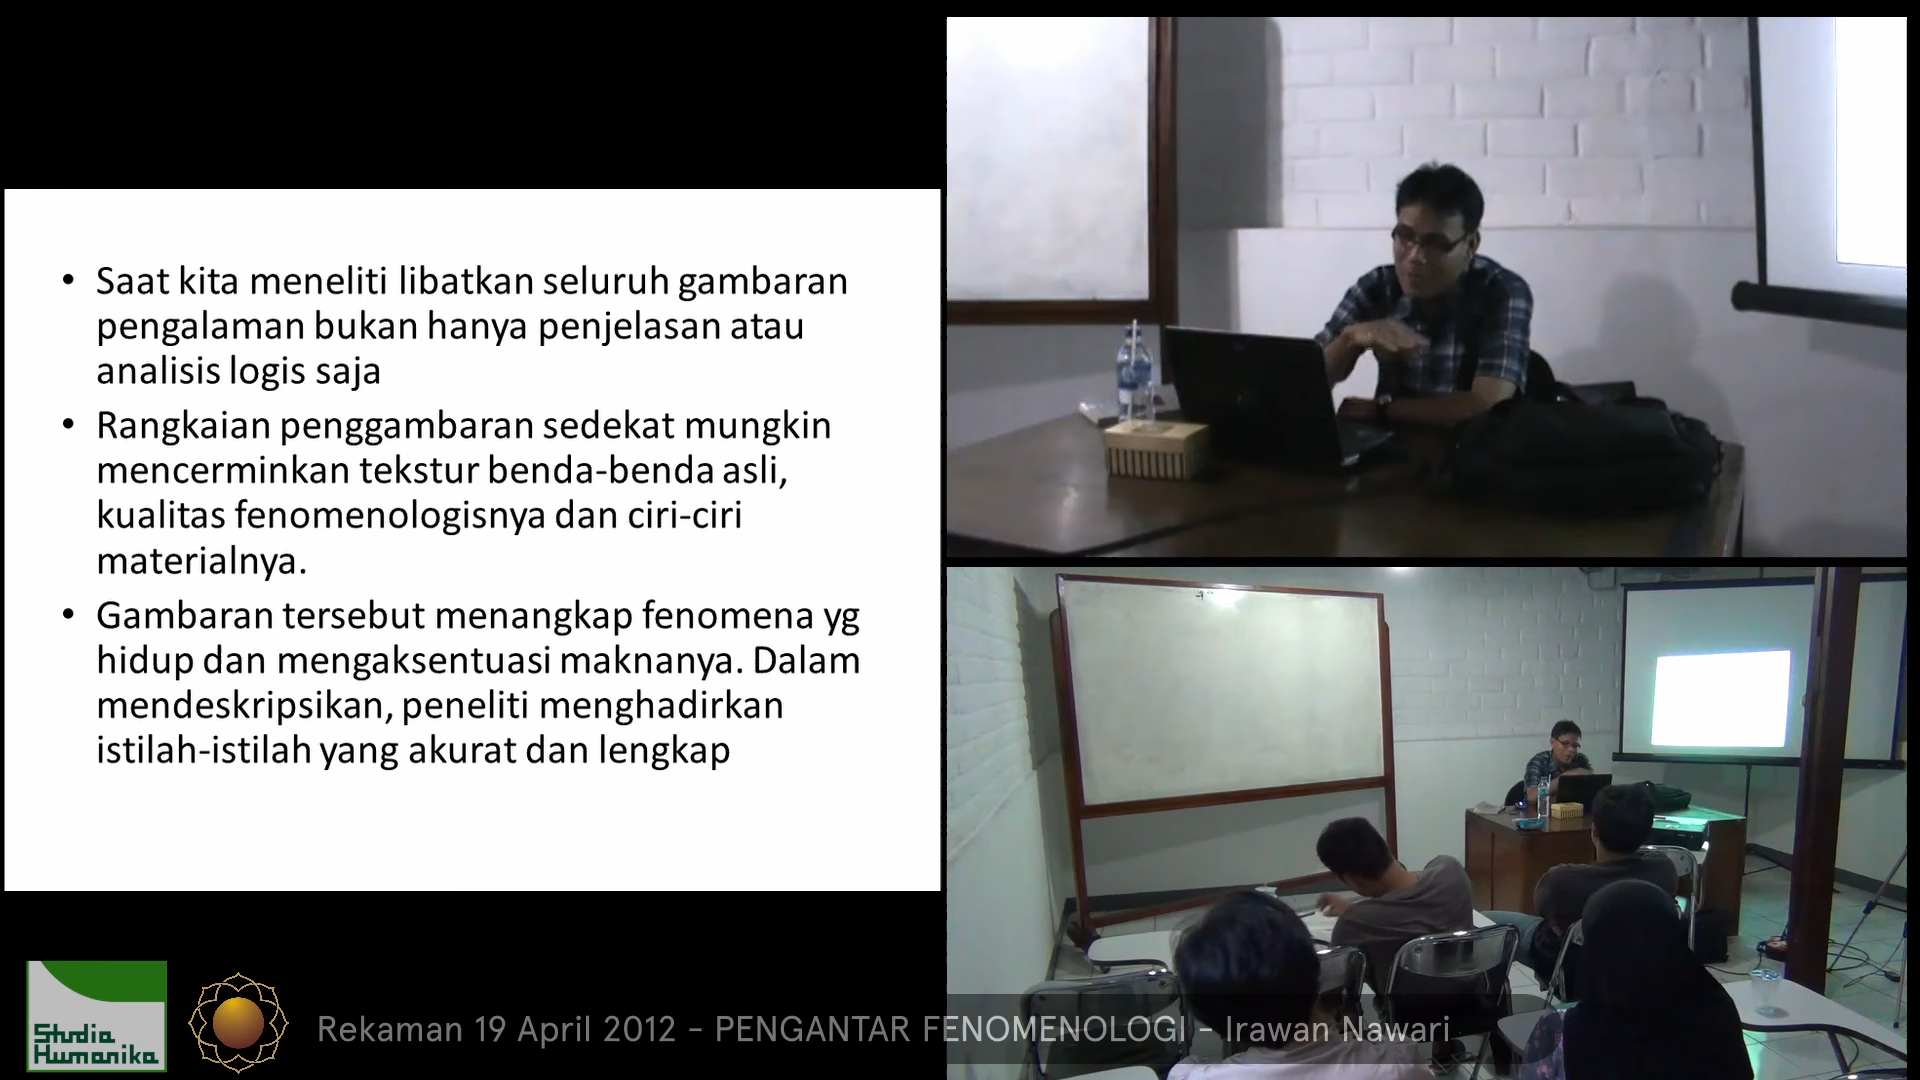 • Saat kita meneliti libatkan seluruh gambaran
pengalaman bukan hanya penjelasan atau
analisis logis saja
• Rangkaian penggambaran sedekat mungkin
mencerminkan tekstur benda-benda asli,
kualitas fenomenologisnya dan ciri-ciri
materialnya.
• Gambaran tersebut menangkap fenomena yg
hidup dan mengaksentuasi maknanya. Dalam
mendeskripsikan, peneliti menghadirkan
istilah-istilah yang akurat dan lengkap
Studia
Humanika
Rekaman 19 April 2012 - PENGANTAR FENOMENOLOGI - Irawan Nawari